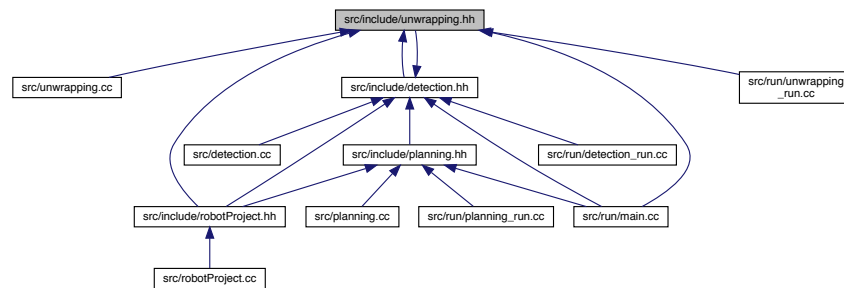 src/include/unwrapping.hh
src/unwrapping.cc
src/include/detection.hh
src/run/unwrapping
_run.cc
src/detection.cc
src/include/planning.hh
src/run/detection_run.cc
src/include/robotProject.hh
src/planning.cc
src/run/planning_run.cc
src/run/main.cc
src/robotProject.cc